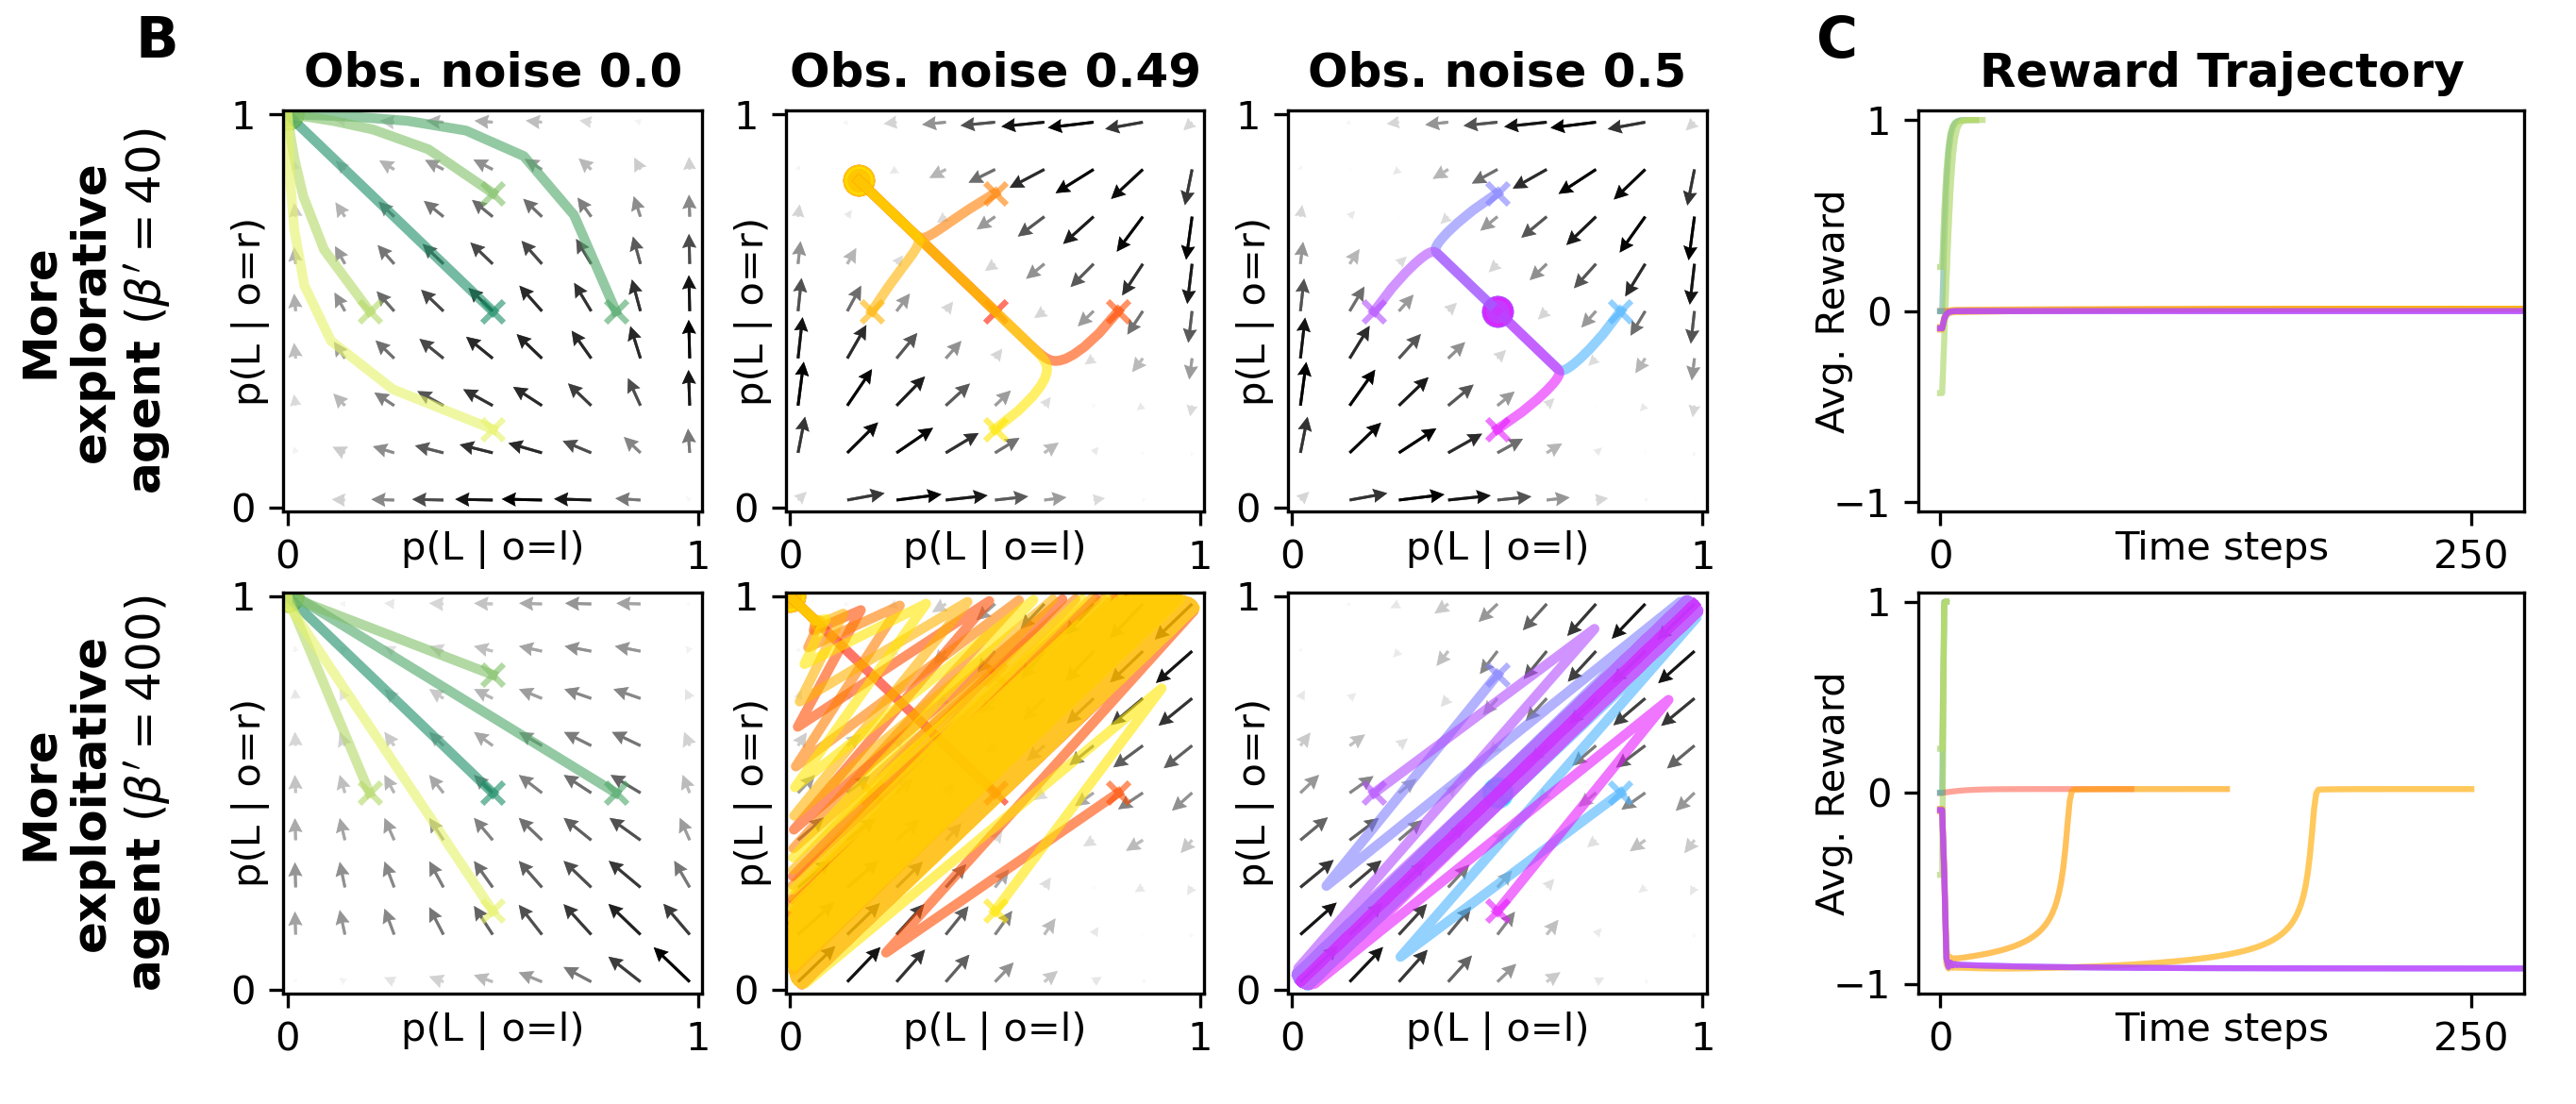 B
C
Obs. noise 0.0
Obs. noise 0.49
Obs. noise 0.5
Reward Trajectory
More
explorative
agent (β′ = 40)
p(L | o=r)
1
0
0
p(L | o=l)
1
p(L | o=r)
1
0
0
p(L | o=l)
1
p(L | o=r)
1
0
0
p(L | o=l)
1
Avg. Reward
1
0
−1
0
Time steps
250
More
exploitative
agent (β′ = 400)
p(L | o=r)
1
0
0
p(L | o=l)
1
p(L | o=r)
1
0
0
p(L | o=l)
1
p(L | o=r)
1
0
0
p(L | o=l)
1
Avg. Reward
1
0
−1
0
Time steps
250